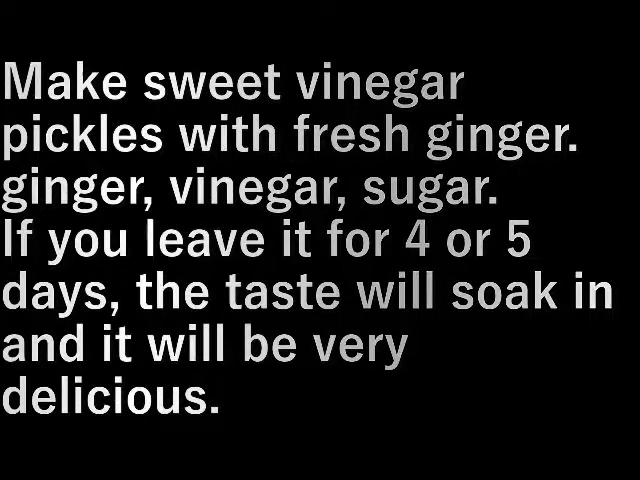 Make sweet vinegar
pickles with fresh ginger.
ginger, vinegar, sugar.
If you leave it for 4 or 5
days, the taste will soak in
and it will be very
delicious.